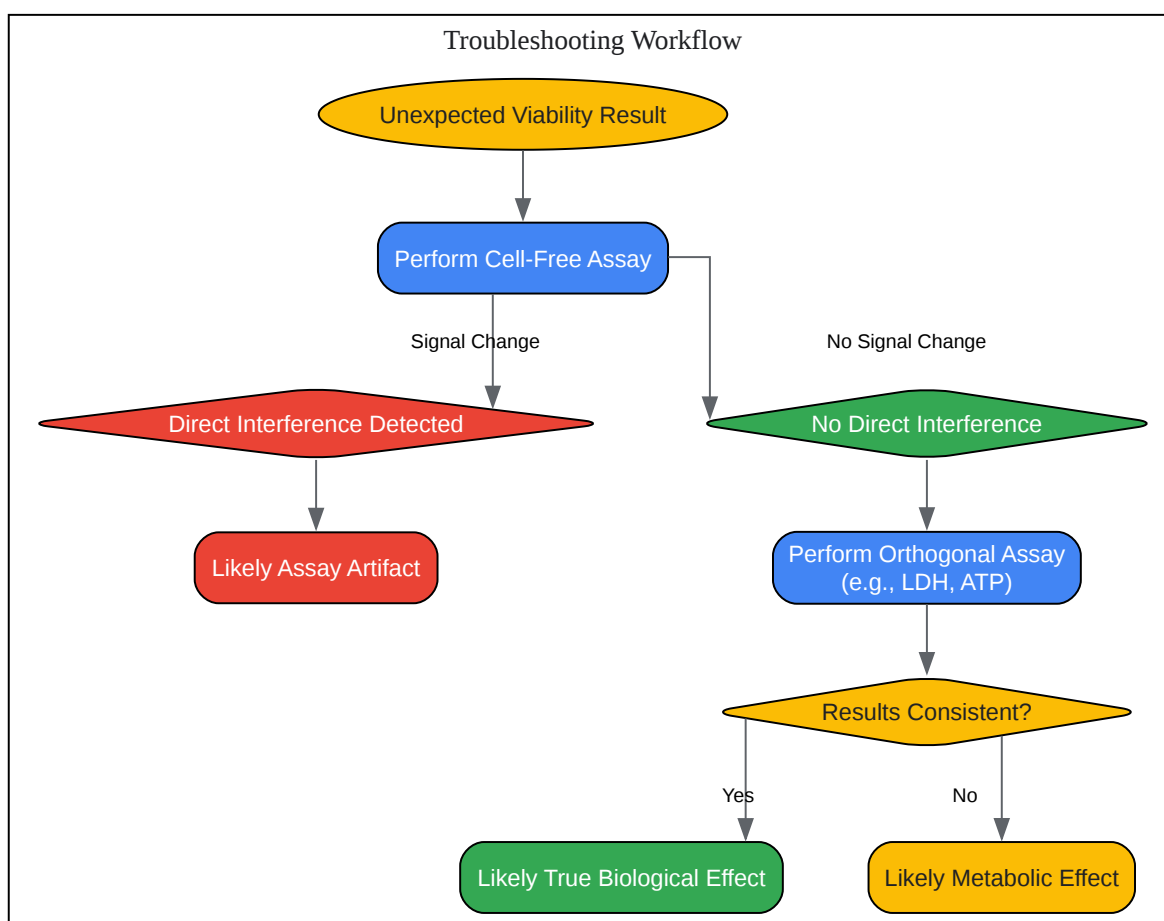 Troubleshooting Workflow
Unexpected Viability Result
Perform Cell-Free Assay
Signal Change
No Signal Change
Direct Interference Detected
No Direct Interference
Likely Assay Artifact
Perform Orthogonal Assay
(e.g., LDH, ATP)
Results Consistent?
Yes
No
Likely True Biological Effect
Likely Metabolic Effect